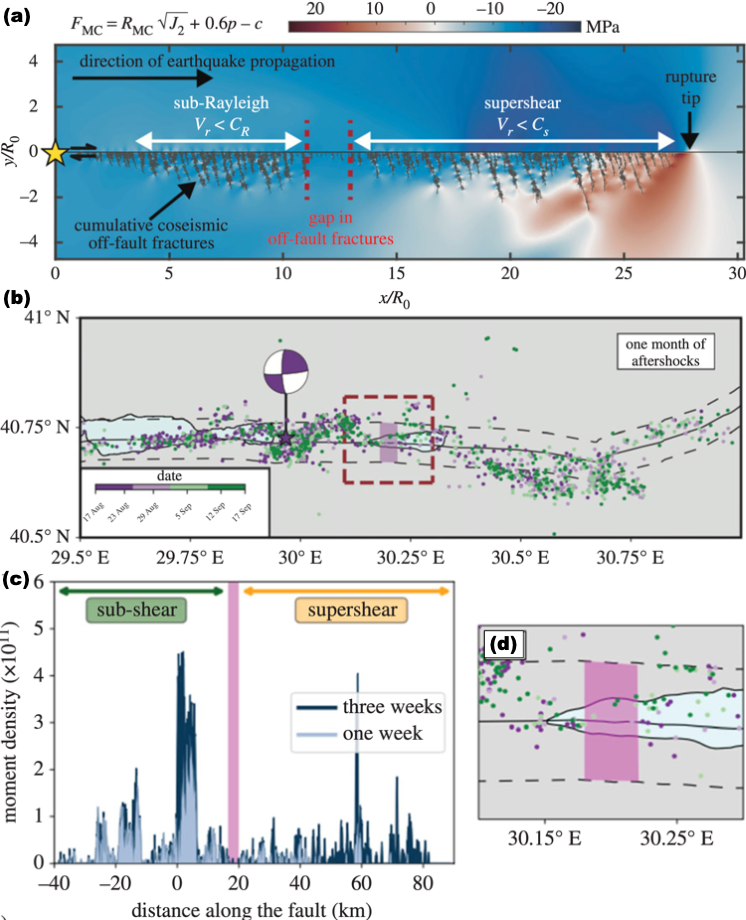 (a)
F_MC = R_MC √J₂ + 0.6p – c
20 10 0 −10 −20 MPa
direction of earthquake propagation
sub-Rayleigh
V_r < C_R
supershear
V_r < C_s
rupture
tip
cumulative coseismic
off-fault fractures
gap in
off-fault fractures
y/R₀
4
2
0
−2
−4
0 5 10 15 20 25 30
x/R₀
(b)
41° N
40.75° N
40.5° N
one month of
aftershocks
date
17 Aug 23 Aug 29 Aug 5 Sep 12 Sep 17 Sep
29.5° E 29.75° E 30° E 30.25° E 30.5° E 30.75° E
(c)
moment density (×10¹¹)
6
5
4
3
2
1
0
sub-shear
supershear
three weeks
one week
−40 −20 0 20 40 60 80
distance along the fault (km)
(d)
30.15° E 30.25° E